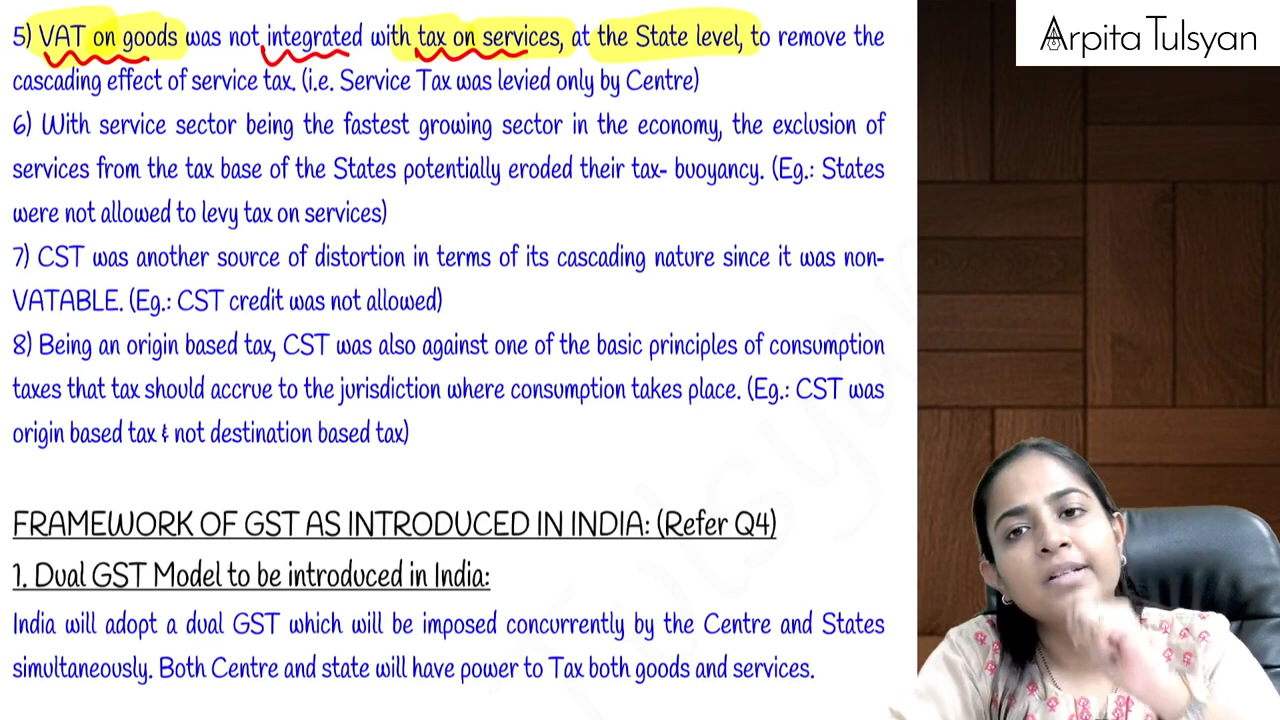 5) VAT on goods was not integrated with tax on services, at the State level, to remove the
cascading effect of service tax. (i.e. Service Tax was levied only by Centre)
6) With service sector being the fastest growing sector in the economy, the exclusion of
services from the tax base of the States potentially eroded their tax- buoyancy. (Eg.: States
were not allowed to levy tax on services)
7) CST was another source of distortion in terms of its cascading nature since it was non-
VATABLE. (Eg.: CST credit was not allowed)
8) Being an origin based tax, CST was also against one of the basic principles of consumption
taxes that tax should accrue to the jurisdiction where consumption takes place. (Eg.: CST was
origin based tax & not destination based tax)
FRAMEWORK OF GST AS INTRODUCED IN INDIA: (Refer Q4)
1. Dual GST Model to be introduced in India:
India will adopt a dual GST which will be imposed concurrently by the Centre and States
simultaneously. Both Centre and state will have power to Tax both goods and services.
Arpita Tulsyan
Tulsyan